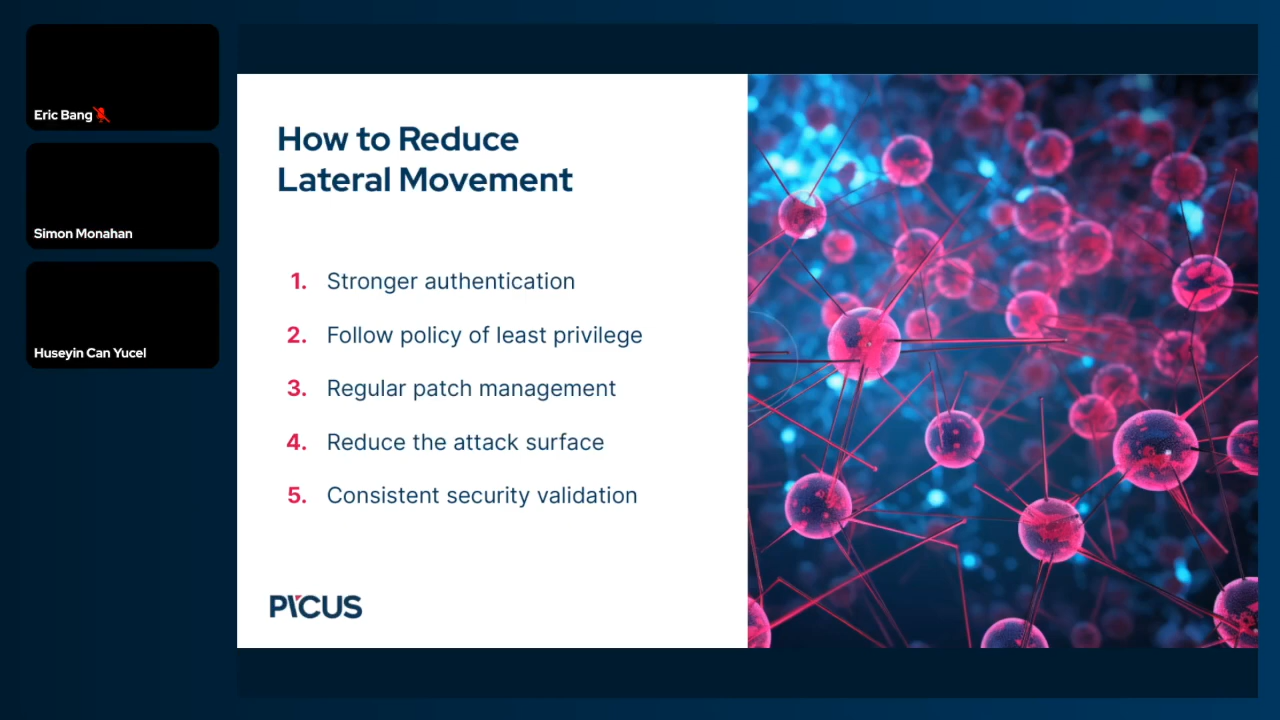 Eric Bang
Simon Monahan
Huseyin Can Yucel
How to Reduce
Lateral Movement
1. Stronger authentication
2. Follow policy of least privilege
3. Regular patch management
4. Reduce the attack surface
5. Consistent security validation
PICUS